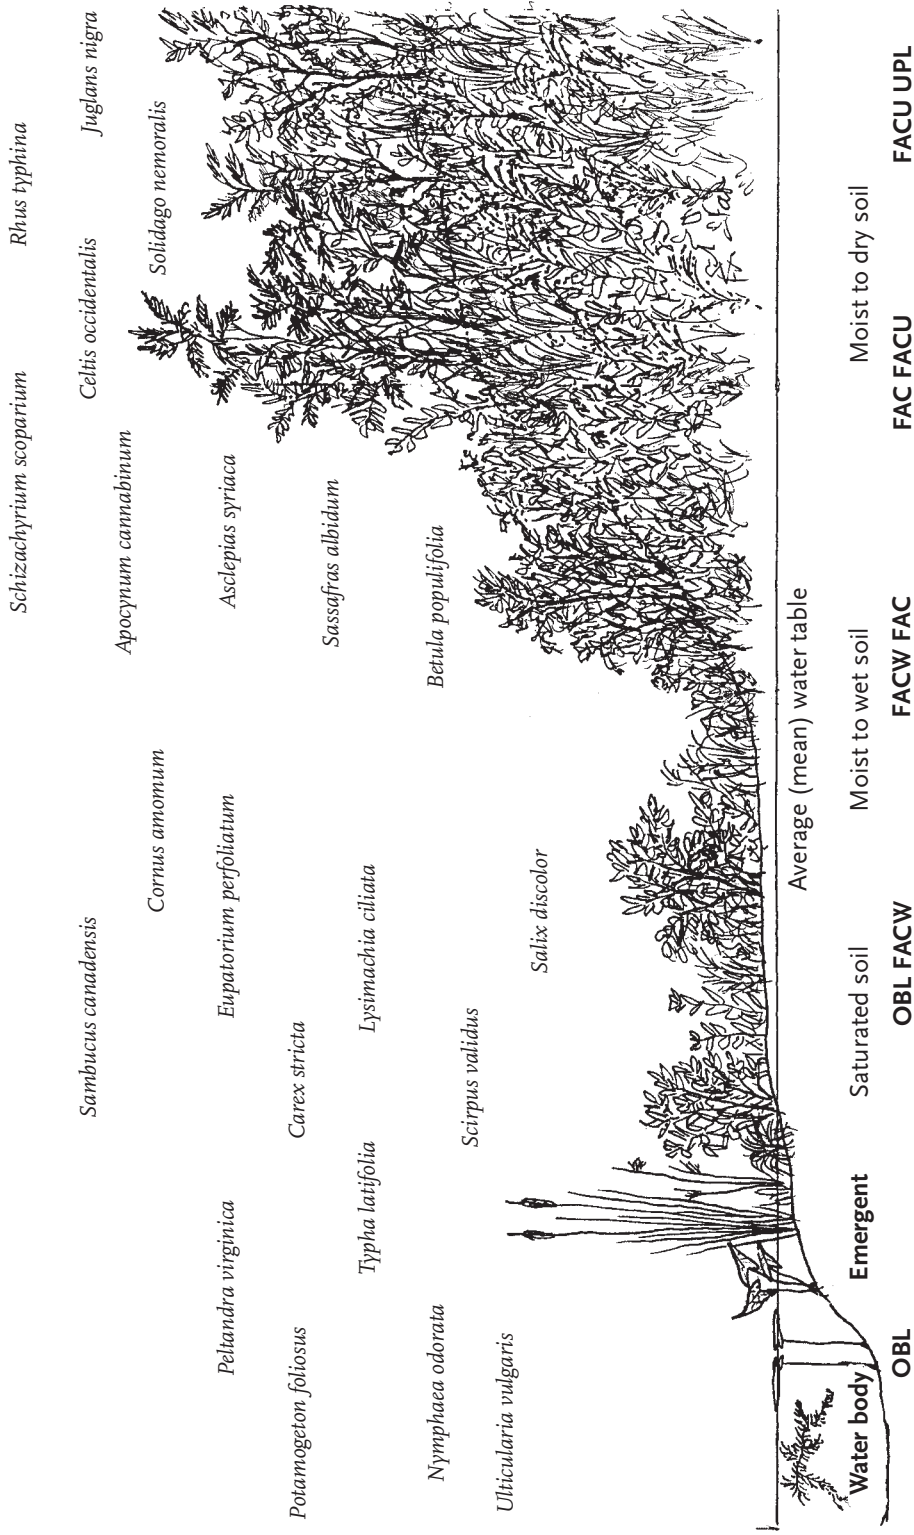 Schizachyrium scoparium
Rhus typhina
Sambucus canadensis
Celtis occidentalis
Juglans nigra
Apocynum cannabinum
Cornus amomum
Solidago nemoralis
Peltandra virginica
Eupatorium perfoliatum
Asclepias syriaca
Potamogeton foliosus
Carex stricta
Sassafras albidum
Typha latifolia
Lysimachia ciliata
Nymphaea odorata
Betula populifolia
Scirpus validus
Ulticularia vulgaris
Salix discolor
Average (mean) water table
Water body
Emergent
Saturated soil
Moist to wet soil
Moist to dry soil
OBL
OBL FACW
FACW FAC
FAC FACU
FACU UPL